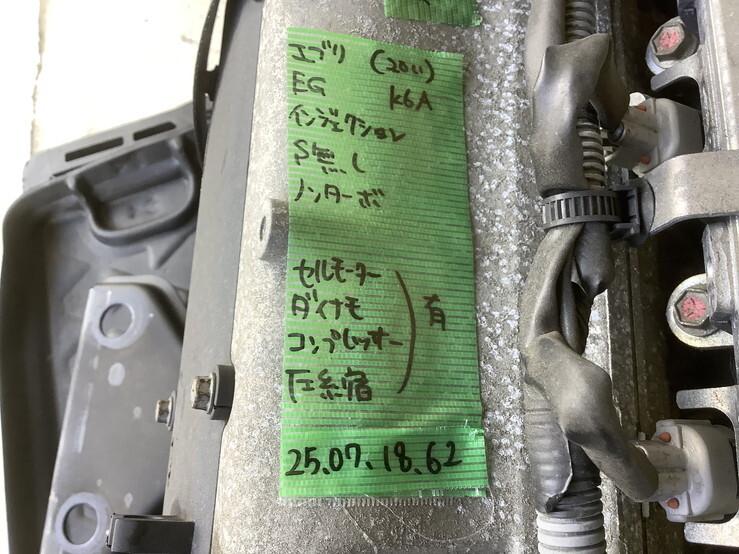 エブリ (2011)
EG K6A
インジェクション
S無し
ノンターボ
セルモーター
ダイナモ
有
コンプレッサー
圧縮
25.07.18.62